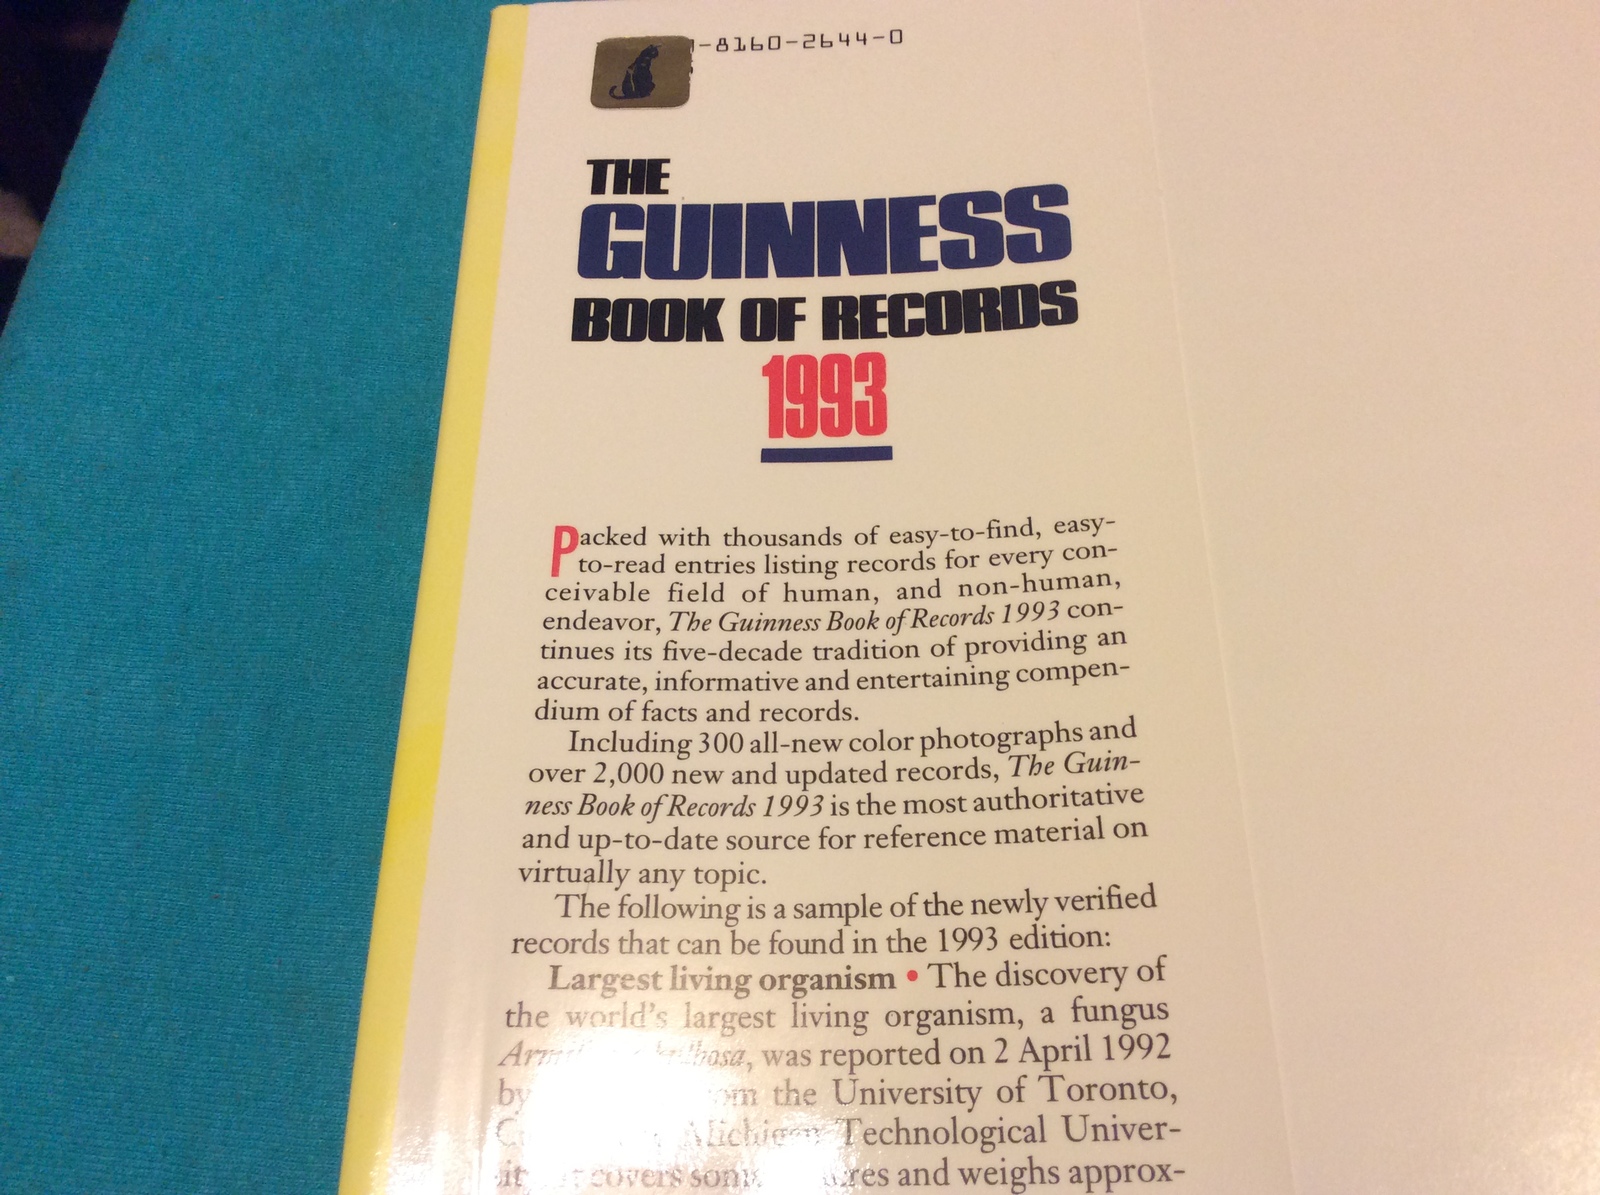 -8160-2644-0
THE
GUINNESS
BOOK OF RECORDS
1993
Packed with thousands of easy-to-find, easy-
to-read entries listing records for every con-
ceivable field of human, and non-human,
endeavor, The Guinness Book of Records 1993 con-
tinues its five-decade tradition of providing an
accurate, informative and entertaining compen-
dium of facts and records.
Including 300 all-new color photographs and
over 2,000 new and updated records, The Guin-
ness Book of Records 1993 is the most authoritative
and up-to-date source for reference material on
virtually any topic.
The following is a sample of the newly verified
records that can be found in the 1993 edition:
Largest living organism • The discovery of
the world's largest living organism, a fungus
was reported on 2 April 1992
by the University of Toronto,
Michigan Technological Univer-
covers and weighs approx-